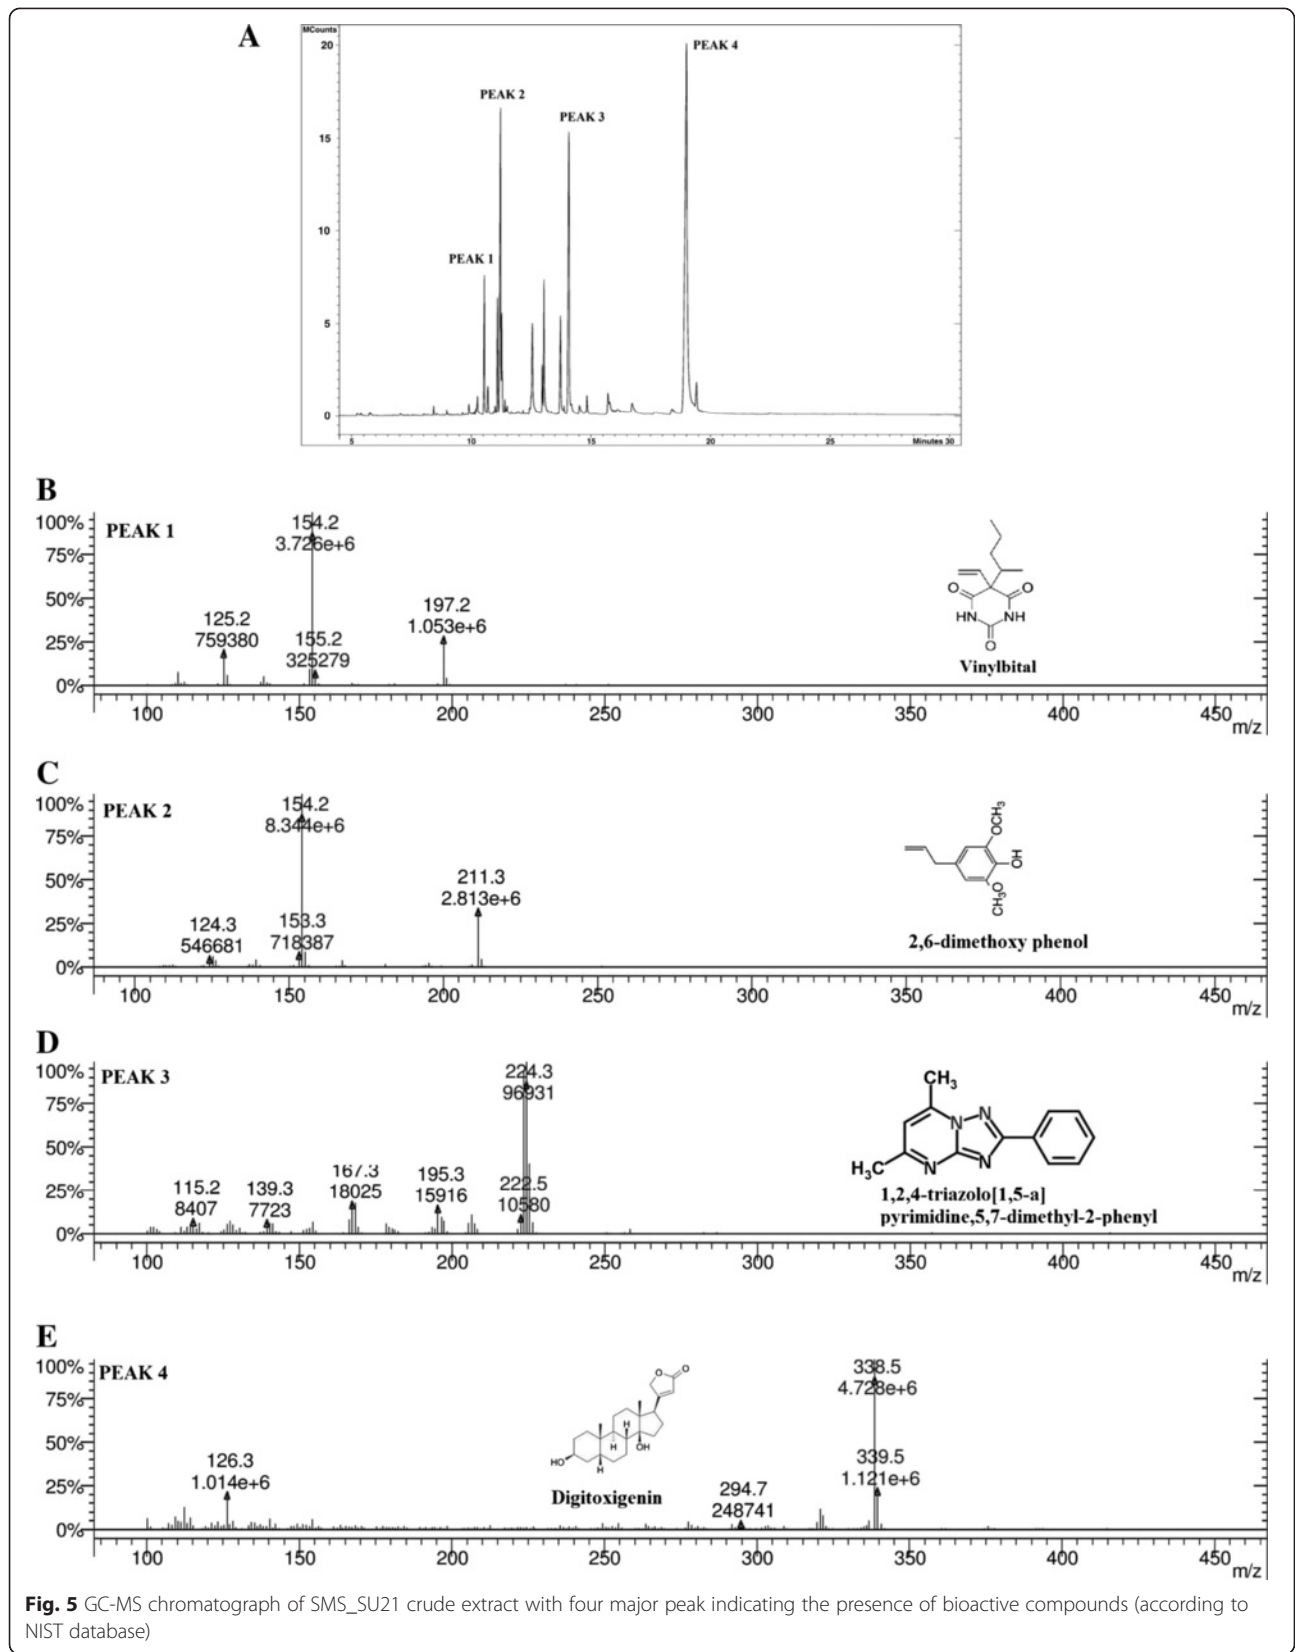 A
MCounts
20
15
10
5
0
PEAK 1
PEAK 2
PEAK 3
PEAK 4
5 10 15 20 25 Minutes 30
B
PEAK 1
100%
75%
50%
25%
0%
154.2
3.726e+6
125.2
759380
155.2
325279
197.2
1.053e+6
O O
HN NH
O
Vinylbital
100 150 200 250 300 350 400 450
m/z
C
PEAK 2
100%
75%
50%
25%
0%
154.2
8.344e+6
124.3
546681
153.3
718387
211.3
2.813e+6
OCH3
OH
OCH3
2,6-dimethoxy phenol
100 150 200 250 300 350 400 450
m/z
D
PEAK 3
100%
75%
50%
25%
0%
224.3
96931
115.2
8407
139.3
7723
167.3
18025
195.3
15916
222.5
10580
CH3
N N
H3C N N
1,2,4-triazolo[1,5-a]
pyrimidine,5,7-dimethyl-2-phenyl
100 150 200 250 300 350 400 450
m/z
E
PEAK 4
100%
75%
50%
25%
0%
338.5
4.728e+6
126.3
1.014e+6
294.7
248741
339.5
1.121e+6
O O
H
H OH
HO H
Digitoxigenin
100 150 200 250 300 350 400 450
m/z
Fig. 5 GC-MS chromatograph of SMS_SU21 crude extract with four major peak indicating the presence of bioactive compounds (according to
NIST database)